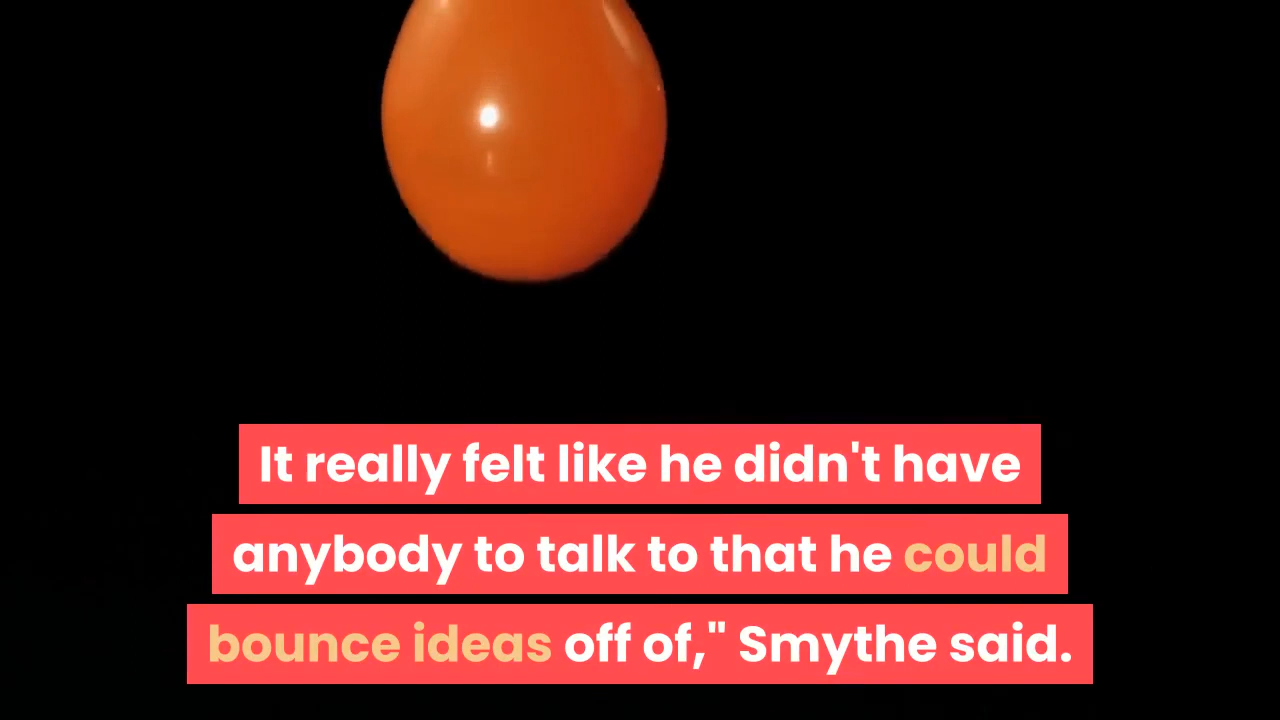 It really felt like he didn't have
anybody to talk to that he could
bounce ideas off of," Smythe said.